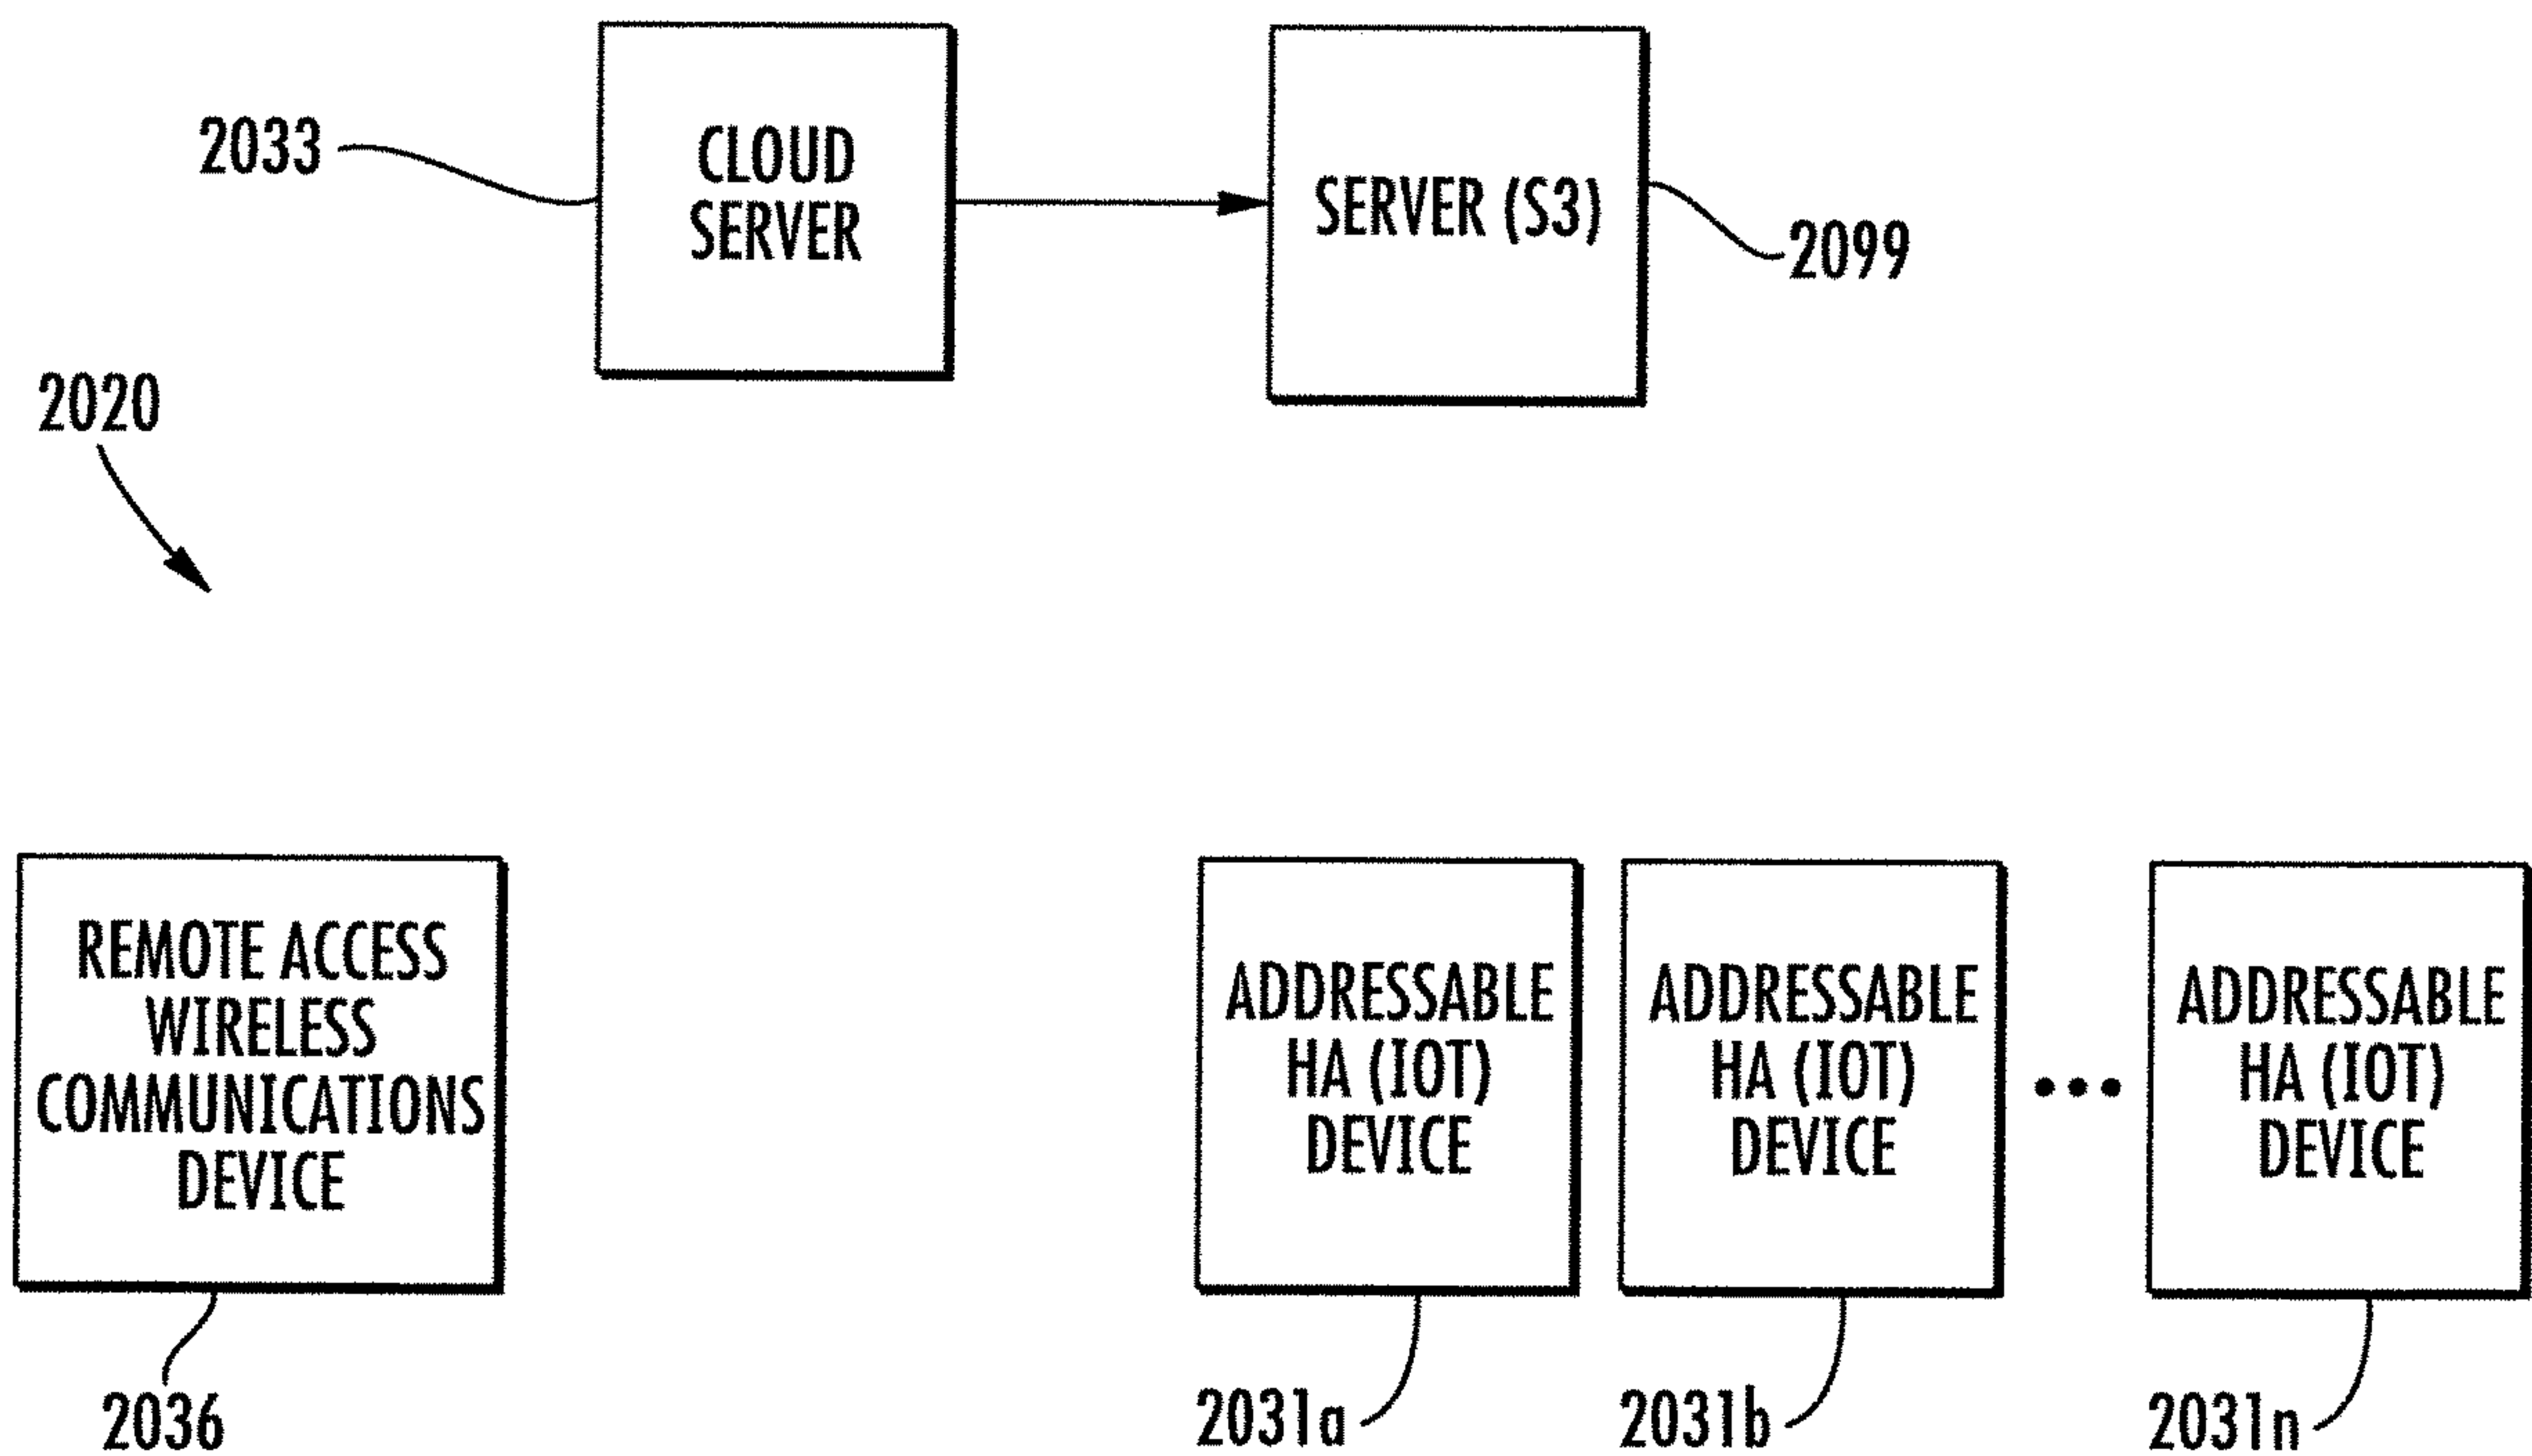 2033
CLOUD
SERVER
SERVER (S3)
2099
2020
REMOTE ACCESS
WIRELESS
COMMUNICATIONS
DEVICE
2036
ADDRESSABLE
HA (IOT)
DEVICE
2031a
ADDRESSABLE
HA (IOT)
DEVICE
2031b
ADDRESSABLE
HA (IOT)
DEVICE
2031n